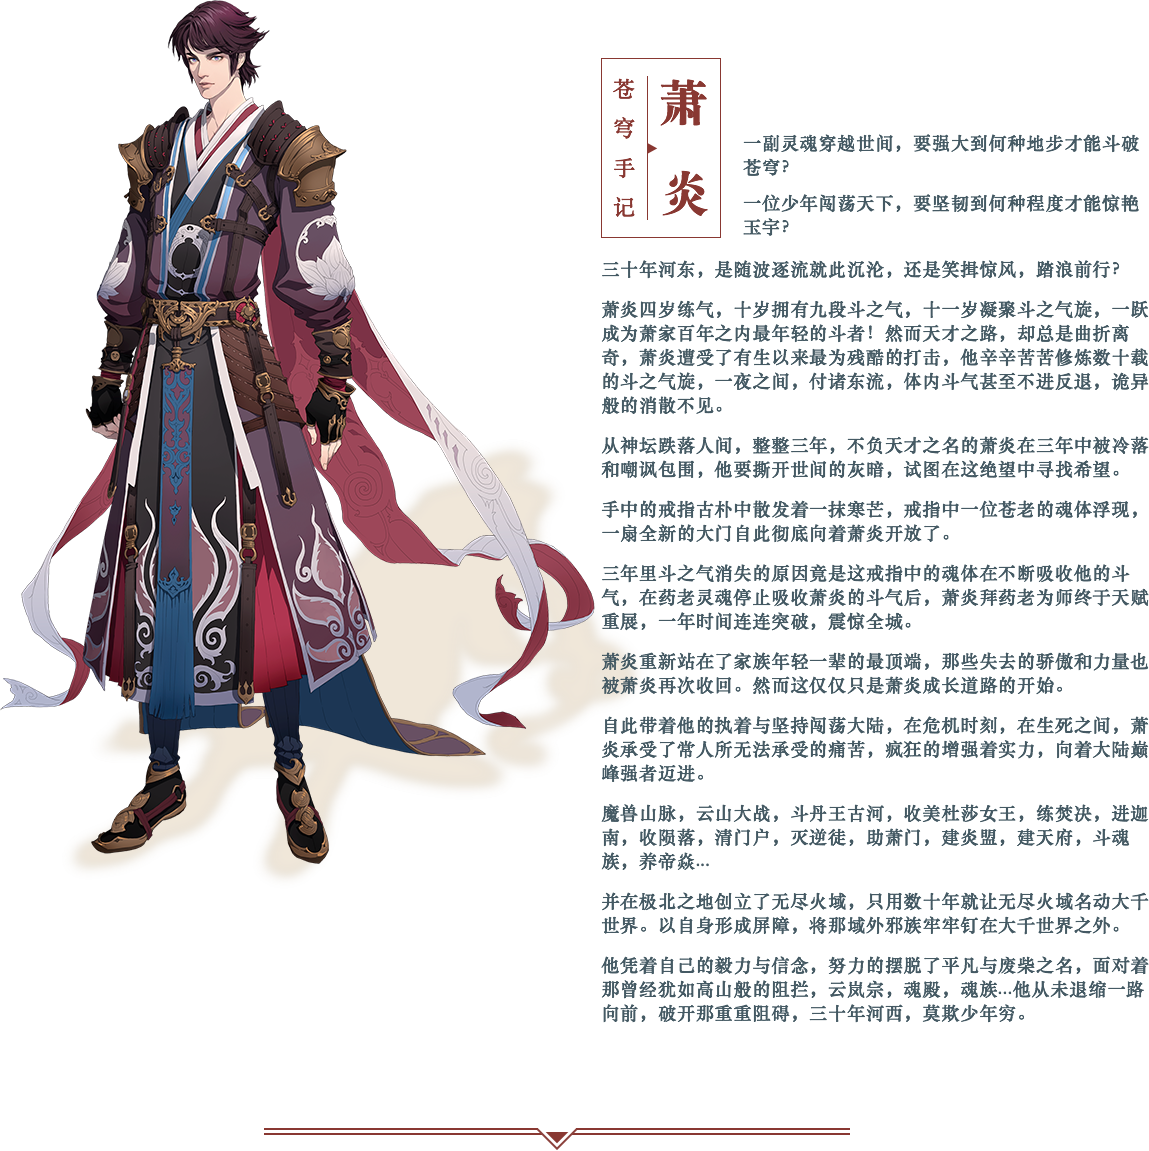 萧炎
苍穹手记
一副灵魂穿越世间，要强大到何种地步才能斗破
苍穹？
一位少年闯荡天下，要坚韧到何种程度才能惊艳
玉宇？
三十年河东，是随波逐流就此沉沦，还是笑揖惊风，踏浪前行？
萧炎四岁练气，十岁拥有九段斗之气，十一岁凝聚斗之气旋，一跃
成为萧家百年之内最年轻的斗者！然而天才之路，却总是曲折离
奇，萧炎遭受了有生以来最为残酷的打击，他辛辛苦苦修炼数十载
的斗之气旋，一夜之间，付诸东流，体内斗气甚至不进反退，诡异
般的消散不见。
从神坛跌落人间，整整三年，不负天才之名的萧炎在三年中被冷落
和嘲讽包围，他要撕开世间的灰暗，试图在这绝望中寻找希望。
手中的戒指古朴中散发着一抹寒芒，戒指中一位苍老的魂体浮现，
一扇全新的大门自此彻底向着萧炎开放了。
三年里斗之气消失的原因竟是这戒指中的魂体在不断吸收他的斗
气，在药老灵魂停止吸收萧炎的斗气后，萧炎拜药老为师终于天赋
重展，一年时间连连突破，震惊全城。
萧炎重新站在了家族年轻一辈的最顶端，那些失去的骄傲和力量也
被萧炎再次收回。然而这仅仅只是萧炎成长道路的开始。
自此带着他的执着与坚持闯荡大陆，在危机时刻，在生死之间，萧
炎承受了常人所无法承受的痛苦，疯狂的增强着实力，向着大陆巅
峰强者迈进。
魔兽山脉，云山大战，斗丹王古河，收美杜莎女王，练焚决，进迦
南，收陨落，清门户，灭逆徒，助萧门，建炎盟，建天府，斗魂
族，养帝焱...
并在极北之地创立了无尽火域，只用数十年就让无尽火域名动大千
世界。以自身形成屏障，将那域外邪族牢牢钉在大千世界之外。
他凭着自己的毅力与信念，努力的摆脱了平凡与废柴之名，面对着
那曾经犹如高山般的阻拦，云岚宗，魂殿，魂族...他从未退缩一路
向前，破开那重重阻碍，三十年河西，莫欺少年穷。